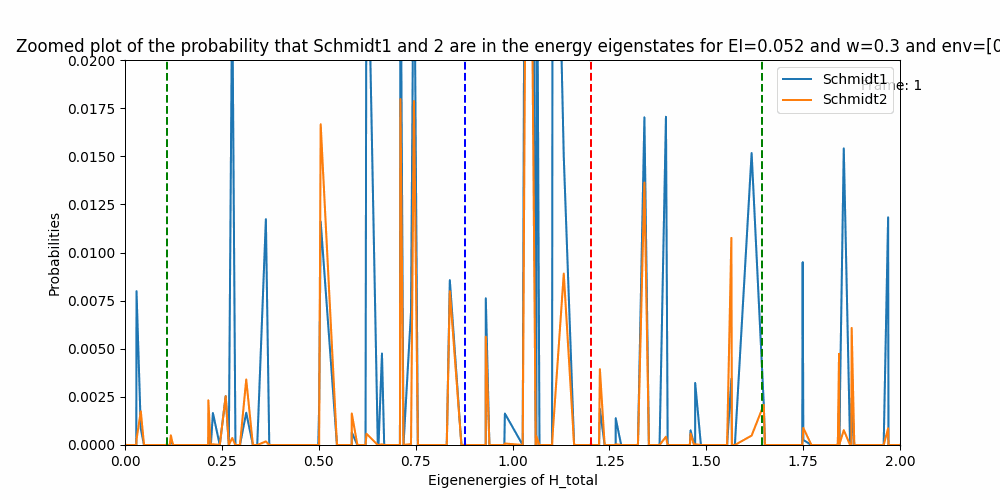 Zoomed plot of the probability that Schmidt1 and 2 are in the energy eigenstates for EI=0.052 and w=0.3 and env=[0
0.0200
0.0175
0.0150
0.0125
0.0100
0.0075
0.0050
0.0025
0.0000
Probabilities
Schmidt1
Schmidt2
Frame: 1
0.00 0.25 0.50 0.75 1.00 1.25 1.50 1.75 2.00
Eigenenergies of H_total